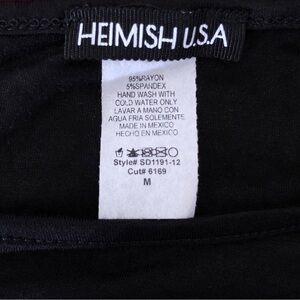 HEIMISH U.S.A
95%RAYON
5%SPANDEX
HAND WASH WITH
COLD WATER ONLY
LAVAR A MANO CON
AGUA FRIA SOLEMENTE
MADE IN MEXICO
HECHO EN MEXICO
Style# SD1191-12
Cut# 6169
M